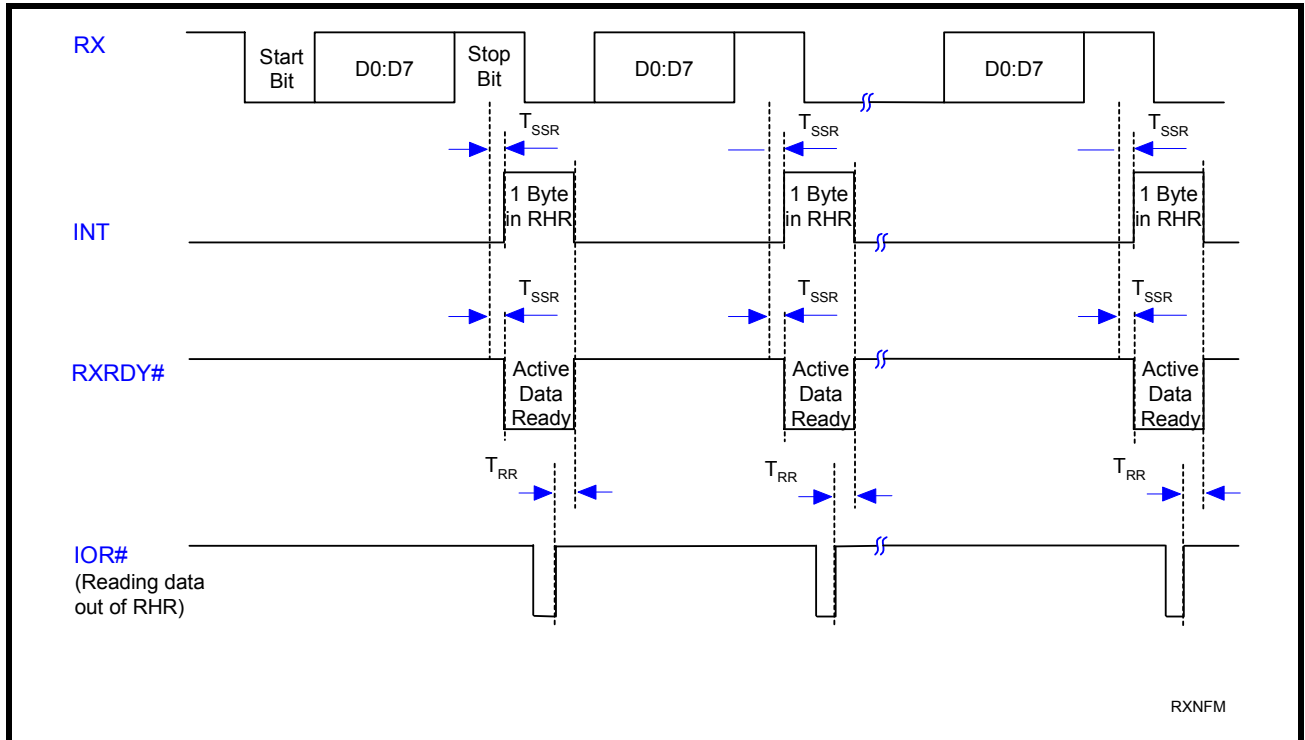 RX
Start
Bit
D0:D7
Stop
Bit
D0:D7
D0:D7
TSSR
TSSR
TSSR
INT
1 Byte
in RHR
1 Byte
in RHR
1 Byte
in RHR
TSSR
TSSR
TSSR
RXRDY#
Active
Data
Ready
Active
Data
Ready
Active
Data
Ready
TRR
TRR
TRR
IOR#
(Reading data
out of RHR)
RXNFM